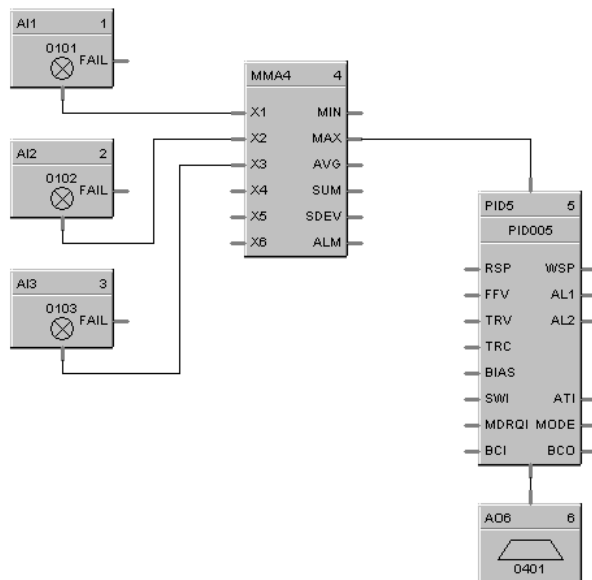 AI1 1
0101
FAIL
AI2 2
0102
FAIL
AI3 3
0103
FAIL
MMA4 4
X1 MIN
X2 MAX
X3 AVG
X4 SUM
X5 SDEV
X6 ALM
PID5 5
PID005
RSP WSP
FFV AL1
TRV AL2
TRC
BIAS
SWI ATI
MDRQI MODE
BCI BCO
AO6 6
0401